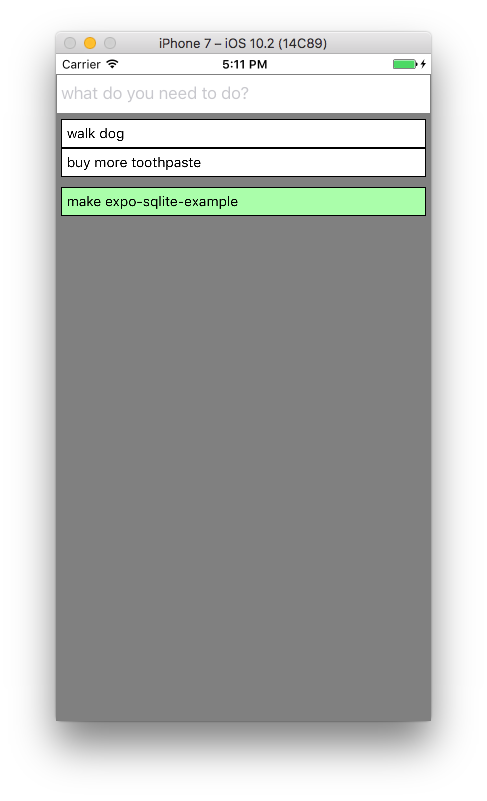 iPhone 7 – iOS 10.2 (14C89)
Carrier 5:11 PM
what do you need to do?
walk dog
buy more toothpaste
make expo-sqlite-example